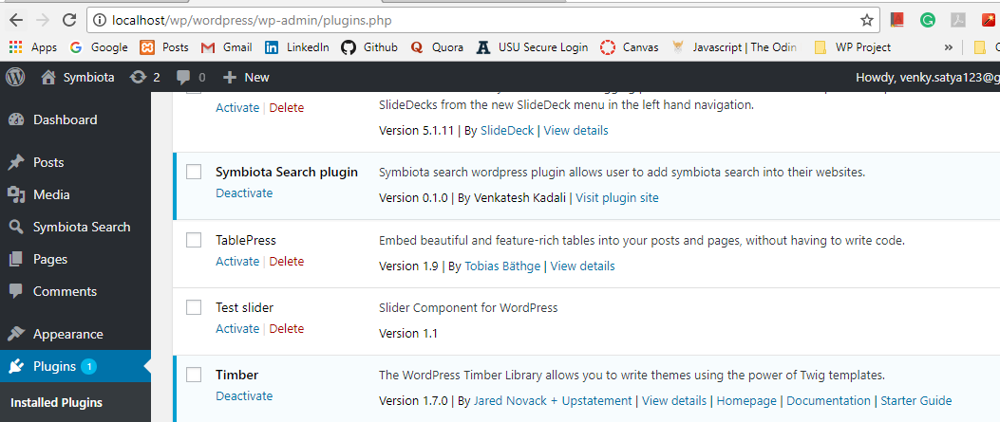 localhost/wp/wordpress/wp-admin/plugins.php
Apps Google Posts Gmail LinkedIn Github Quora USU Secure Login Canvas Javascript | The Odin » WP Project
Symbiota 2 0 + New Howdy, venky.satya123@g
Dashboard
Posts
Media
Symbiota Search
Pages
Comments
Appearance
Plugins 1
Installed Plugins
SlideDecks from the new SlideDeck menu in the left hand navigation.
Activate | Delete
Version 5.1.11 | By SlideDeck | View details
Symbiota Search plugin Symbiota search wordpress plugin allows user to add symbiota search into their websites.
Deactivate
Version 0.1.0 | By Venkatesh Kadali | Visit plugin site
TablePress Embed beautiful and feature-rich tables into your posts and pages, without having to write code.
Activate | Delete
Version 1.9 | By Tobias Bäthge | View details
Test slider Slider Component for WordPress
Activate | Delete
Version 1.1
Timber The WordPress Timber Library allows you to write themes using the power of Twig templates.
Deactivate
Version 1.7.0 | By Jared Novack + Upstatement | View details | Homepage | Documentation | Starter Guide